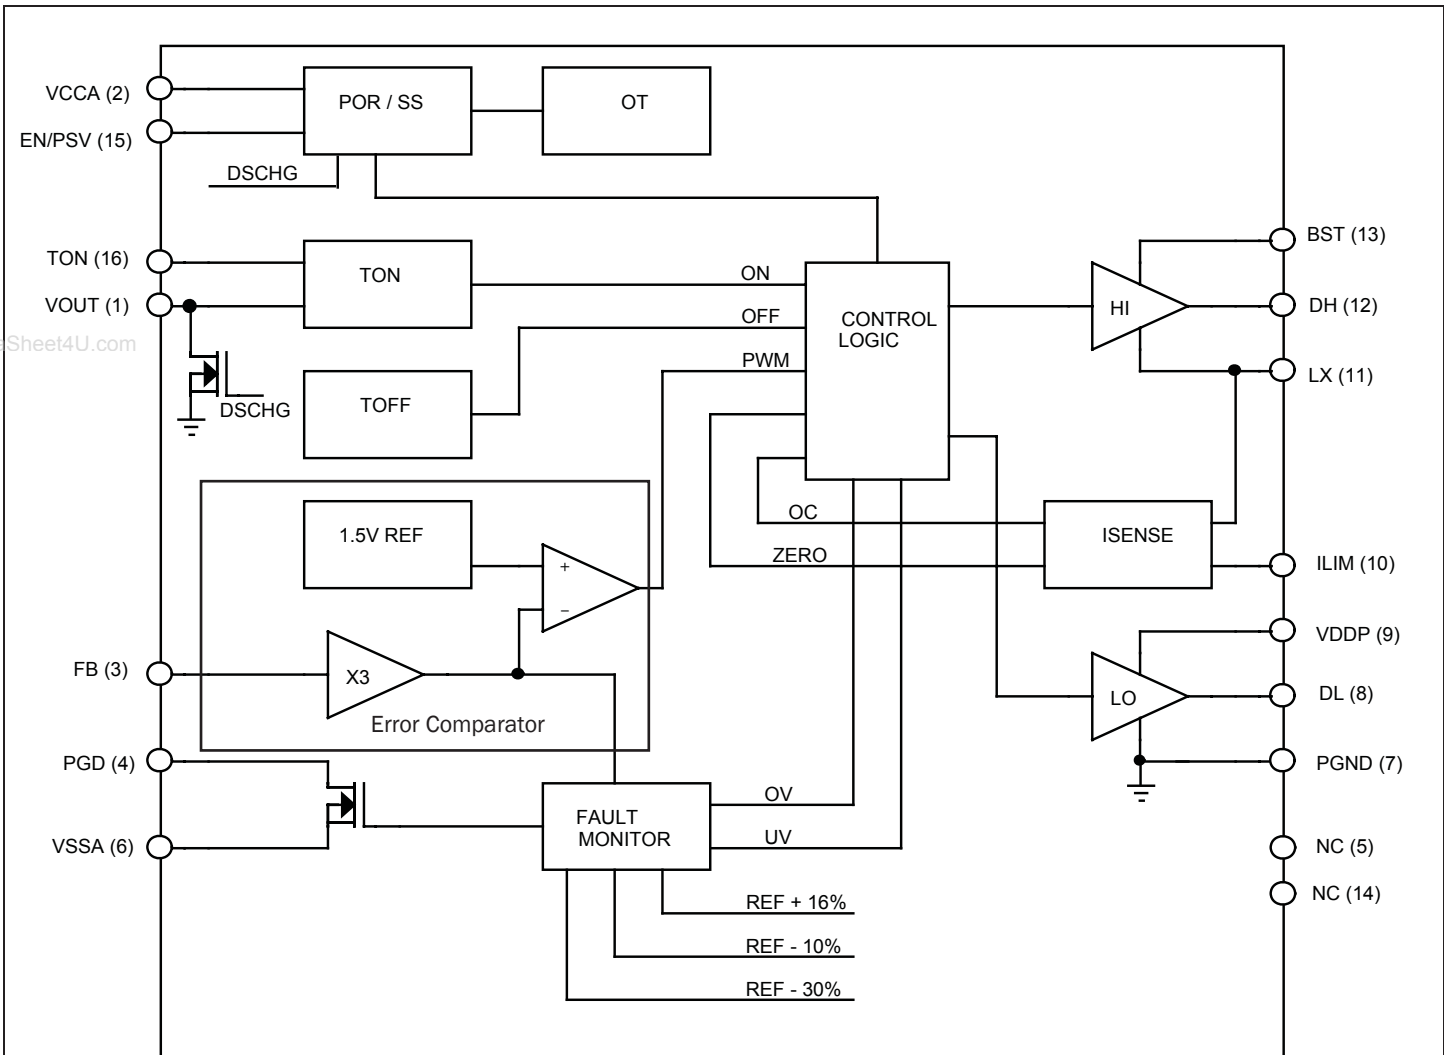 VCCA (2)
POR / SS
OT
EN/PSV (15)
DSCHG
BST (13)
TON (16)
TON
ON
VOUT (1)
HI
DH (12)
OFF
CONTROL
LOGIC
eSheet4U.com
PWM
LX (11)
TOFF
DSCHG
OC
1.5V REF
ISENSE
ZERO
ILIM (10)
+
−
VDDP (9)
FB (3)
X3
LO
DL (8)
Error Comparator
PGD (4)
PGND (7)
OV
FAULT
MONITOR
UV
VSSA (6)
NC (5)
NC (14)
REF + 16%
REF - 10%
REF - 30%